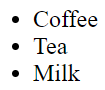 • Coffee
• Tea
• Milk